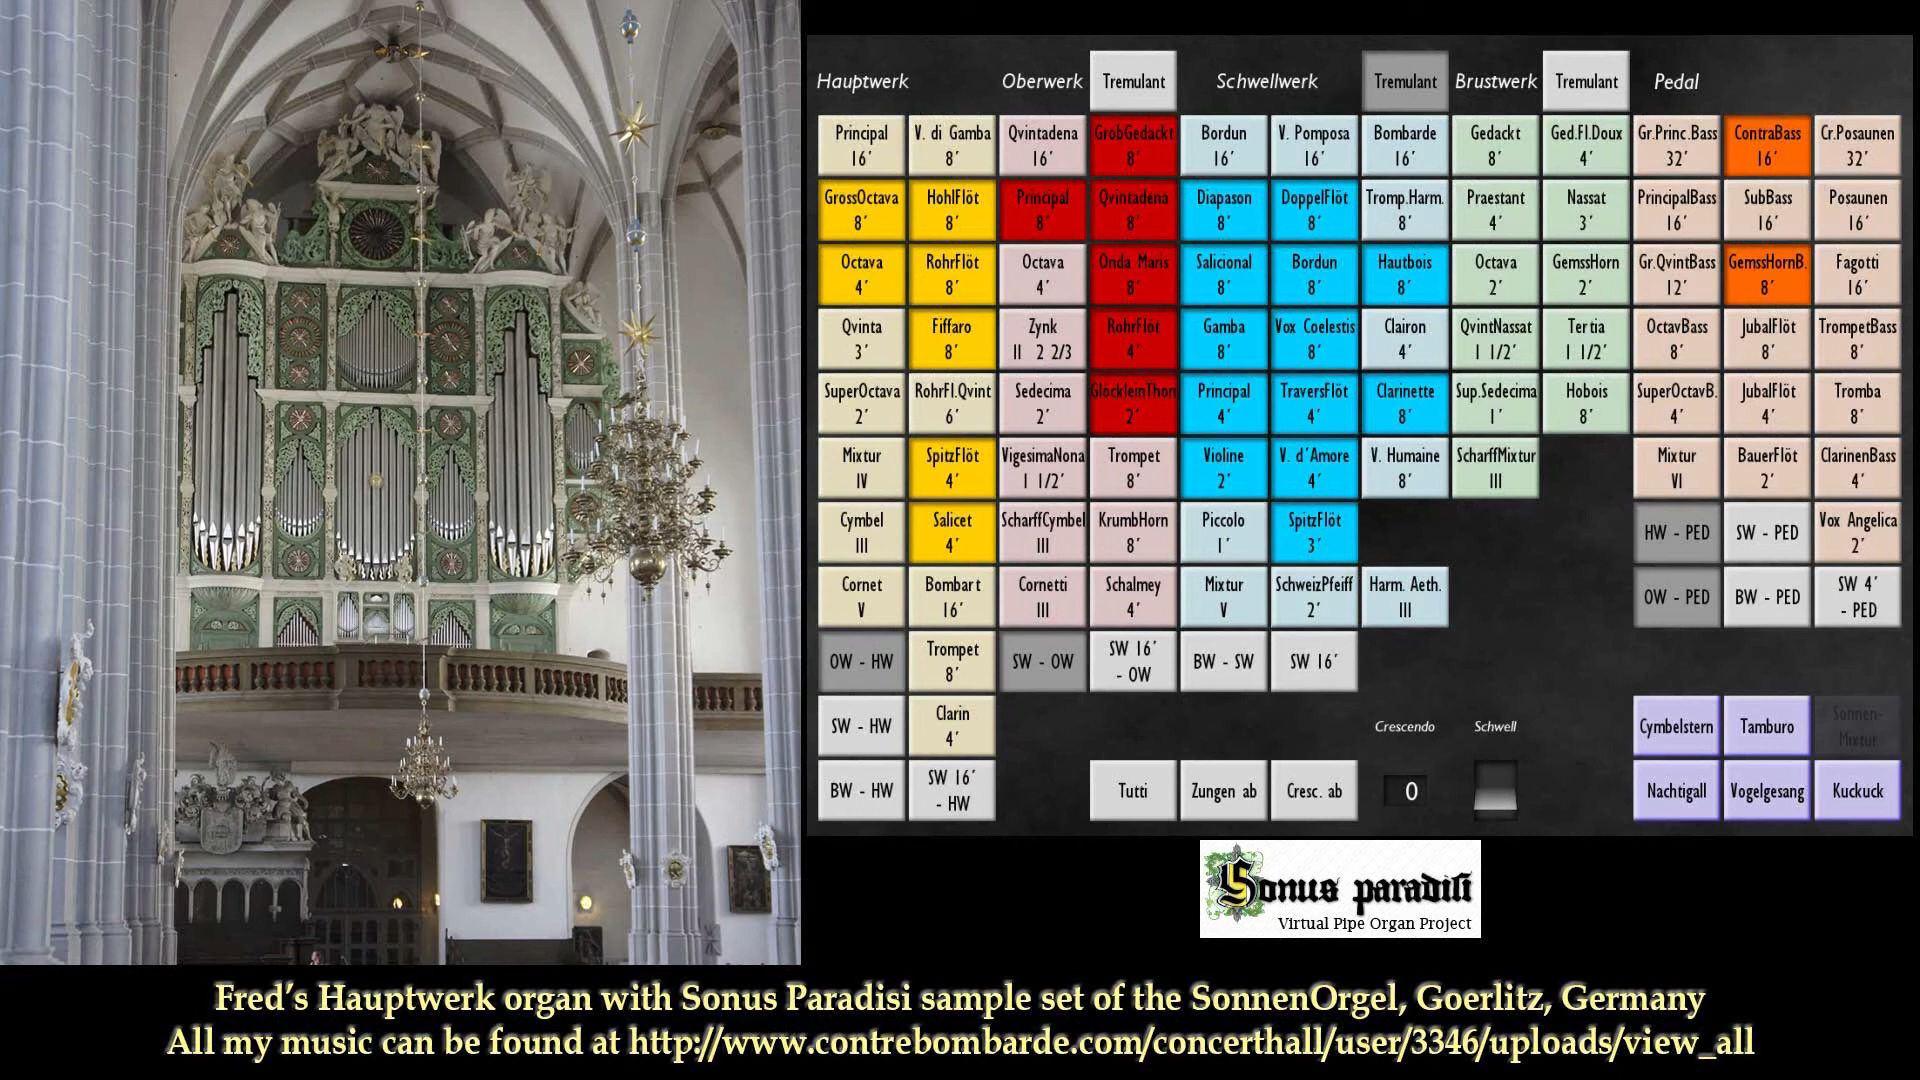 Hauptwerk
Oberwerk
Tremulant
Schwellwerk
Tremulant
Brustwerk
Tremulant
Pedal
Principal
16′
V. di Gamba
8′
Qvintadena
16′
GrobGedackt
8′
Bordun
16′
V. Pomposa
16′
Bombarde
16′
Gedackt
8′
Ged.Fl.Doux
4′
Gr.Princ.Bass
32′
ContraBass
16′
Cr.Posaunen
32′
GrossOctava
8′
HohlFlöt
8′
Principal
8′
Qvintadena
8′
Diapason
8′
DoppelFlöt
8′
Tromp.Harm.
8′
Praestant
4′
Nassat
3′
PrincipalBass
16′
SubBass
16′
Posaunen
16′
Octava
4′
RohrFlöt
8′
Octava
4′
Onda Maris
8′
Salicional
8′
Bordun
8′
Hautbois
8′
Octava
2′
GemssHorn
2′
Gr.QvintBass
12′
GemssHornB.
8′
Fagotti
16′
Qvinta
3′
Fiffaro
8′
Zynk
II 2 2/3
RohrFlöt
4′
Gamba
8′
Vox Coelestis
8′
Clairon
4′
QvintNassat
1 1/2′
Tertia
1 1/2′
OctavBass
8′
JubalFlöt
8′
TrompetBass
8′
SuperOctava
2′
RohrFl.Qvint
6′
Sedecima
2′
GlöckleinThon
2′
Principal
4′
TraversFlöt
4′
Clarinette
8′
Sup.Sedecima
1′
Hobois
8′
SuperOctavB.
4′
JubalFlöt
4′
Tromba
8′
Mixtur
IV
SpitzFlöt
4′
VigesimaNona
1 1/2′
Trompet
8′
Violine
2′
V. d′Amore
4′
V. Humaine
8′
ScharffMixtur
III
Mixtur
VI
BauerFlöt
2′
ClarinenBass
4′
Cymbel
III
Salicet
4′
ScharffCymbel
III
KrumbHorn
8′
Piccolo
1′
SpitzFlöt
3′
HW - PED
SW - PED
Vox Angelica
2′
Cornet
V
Bombart
16′
Cornetti
III
Schalmey
4′
Mixtur
V
SchweizPfeiff
2′
Harm. Aeth.
III
OW - PED
BW - PED
SW 4′
- PED
OW - HW
Trompet
8′
SW - OW
SW 16′
- OW
BW - SW
SW 16′
SW - HW
Clarin
4′
Crescendo
Schwell
Cymbelstern
Tamburo
Sonnen-
Mixtur
BW - HW
SW 16′
- HW
Tutti
Zungen ab
Cresc. ab
0
Nachtigall
Vogelgesang
Kuckuck
Sonus paradisi
Virtual Pipe Organ Project
Fred's Hauptwerk organ with Sonus Paradisi sample set of the SonnenOrgel, Goerlitz, Germany
All my music can be found at http://www.contrebombarde.com/concerthall/user/3346/uploads/view_all